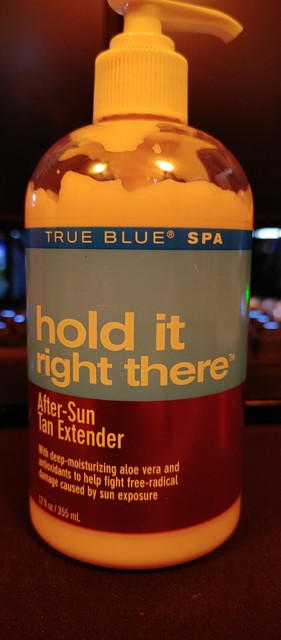 TRUE BLUE® SPA
hold it
right there™
After-Sun
Tan Extender
With deep-moisturizing aloe vera and
antioxidants to help fight free-radical
damage caused by sun exposure
12 fl oz / 355 mL